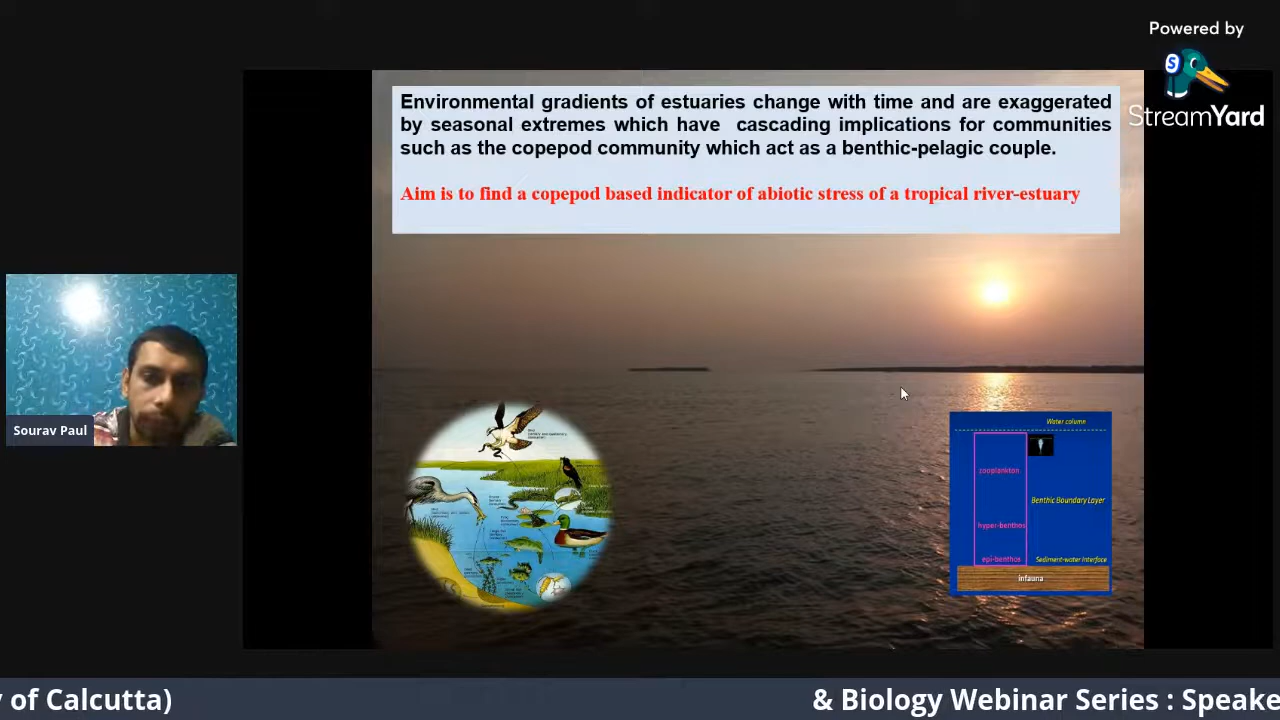 Powered by
StreamYard
Environmental gradients of estuaries change with time and are exaggerated
by seasonal extremes which have cascading implications for communities
such as the copepod community which act as a benthic-pelagic couple.
Aim is to find a copepod based indicator of abiotic stress of a tropical river-estuary
Sourav Paul
Water column
zooplankton
Benthic Boundary Layer
hyper-benthos
epi-benthos
Sediment-water Interface
infauna
y of Calcutta)
& Biology Webinar Series : Speake